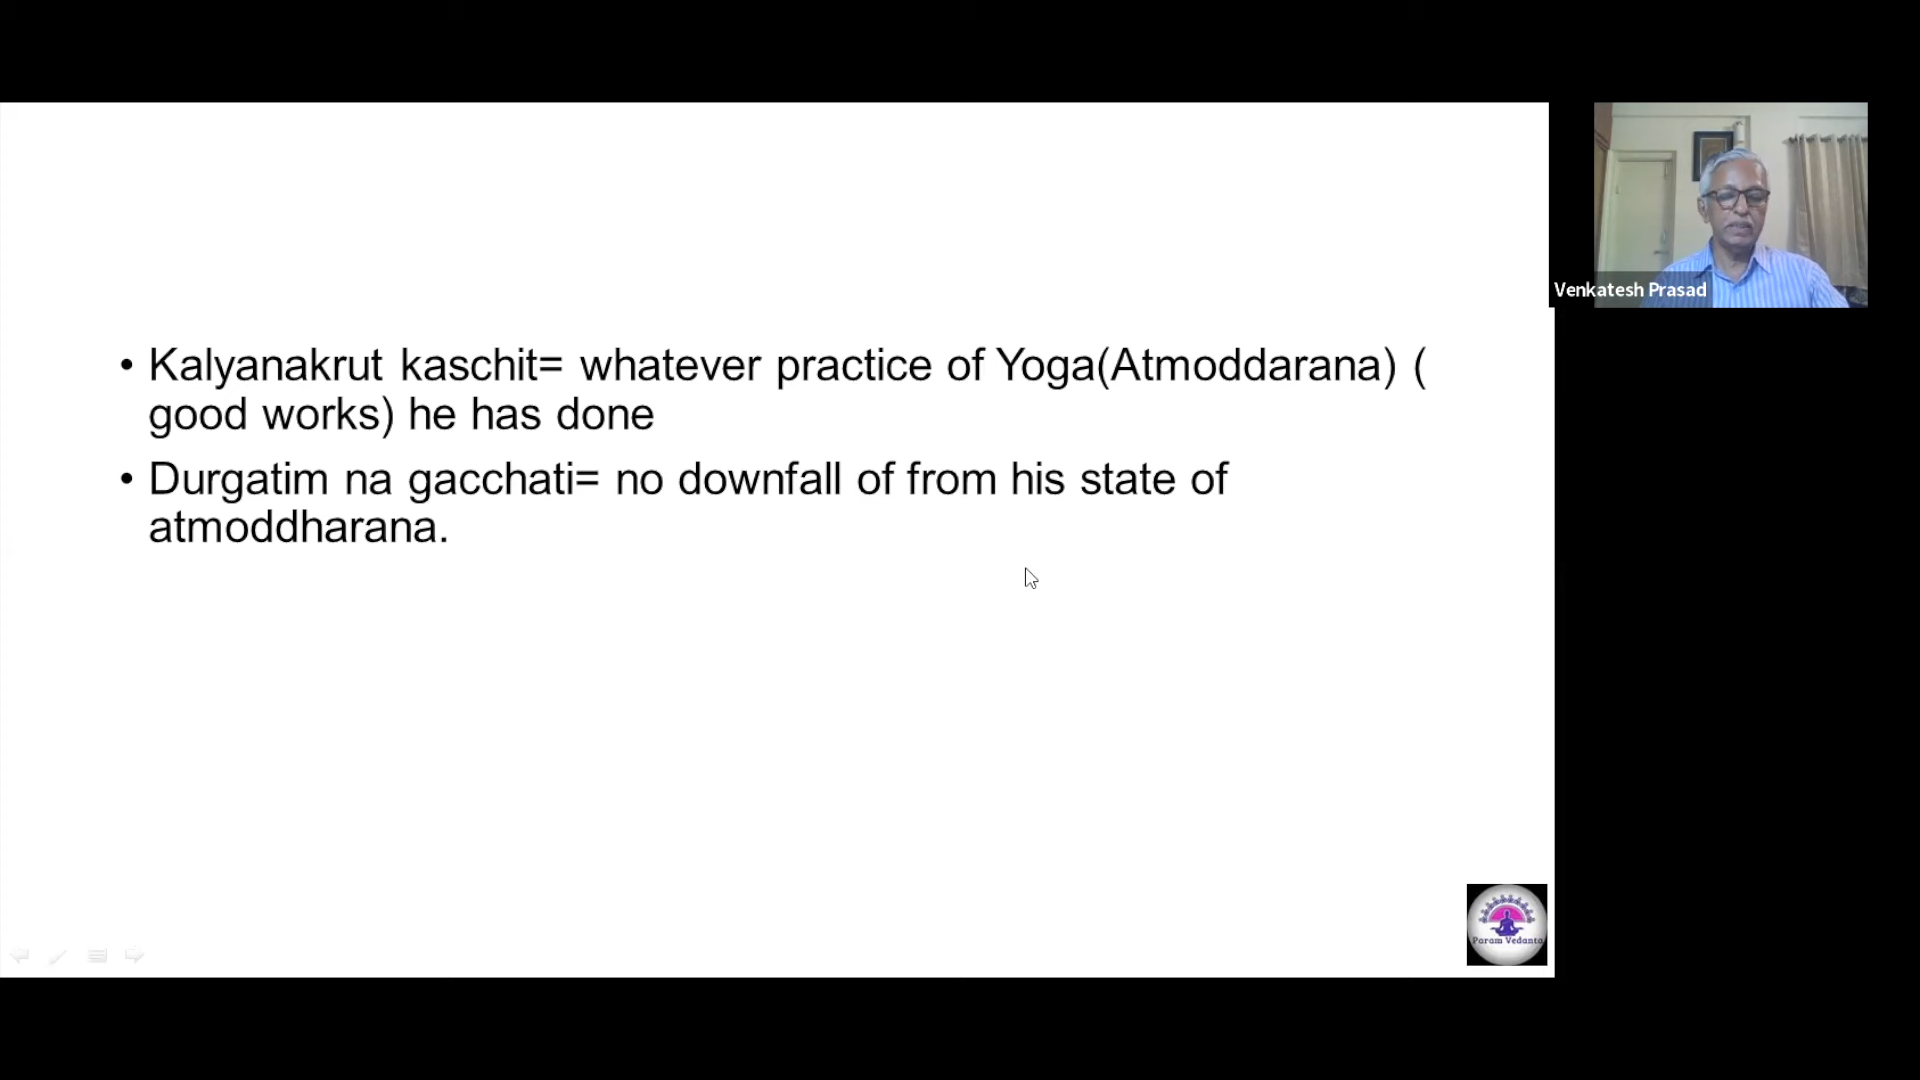 • Kalyanakrut kaschit= whatever practice of Yoga(Atmoddarana) (
good works) he has done
• Durgatim na gacchati= no downfall of from his state of
atmoddharana.
Venkatesh Prasad
Param Vedanta